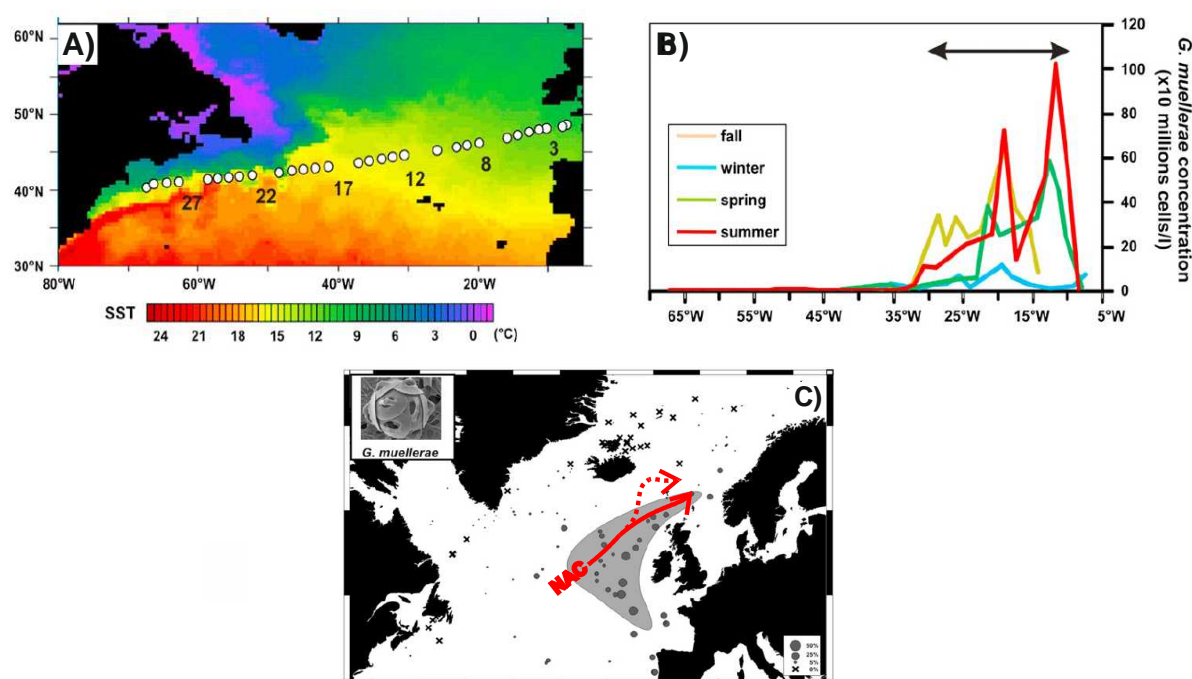 A)
60°N
50°N
40°N
30°N
80°W
60°W
40°W
20°W
27
22
17
12
8
3
SST
24
21
18
15
12
9
6
3
0
(°C)
B)
fall
winter
spring
summer
120
100
80
60
40
20
0
G. muellerae concentration
(x10 millions cells/l)
65°W
55°W
45°W
35°W
25°W
15°W
5°W
C)
G. muellerae
NAC
50%
25%
5%
0%